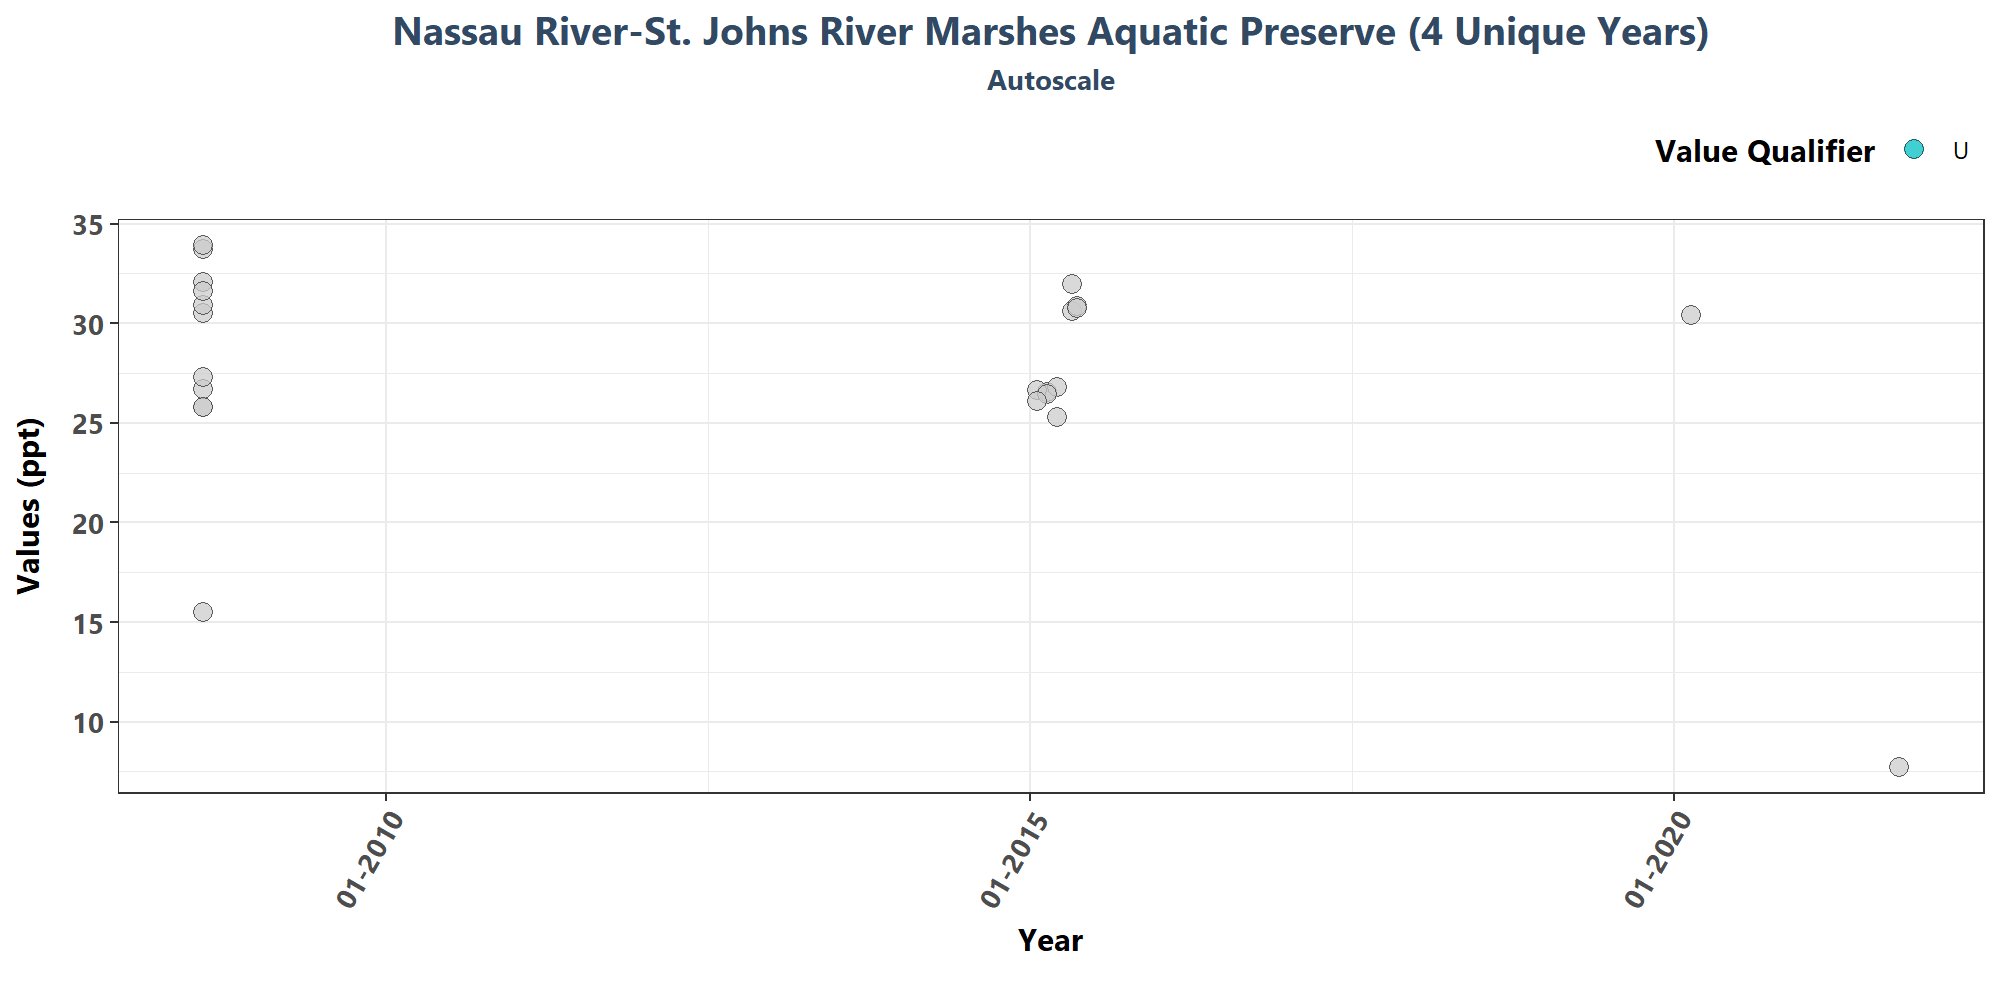 Nassau River-St. Johns River Marshes Aquatic Preserve (4 Unique Years)
Autoscale
Value Qualifier U
35
30
25
20
15
10
Values (ppt)
01-2010
01-2015
01-2020
Year